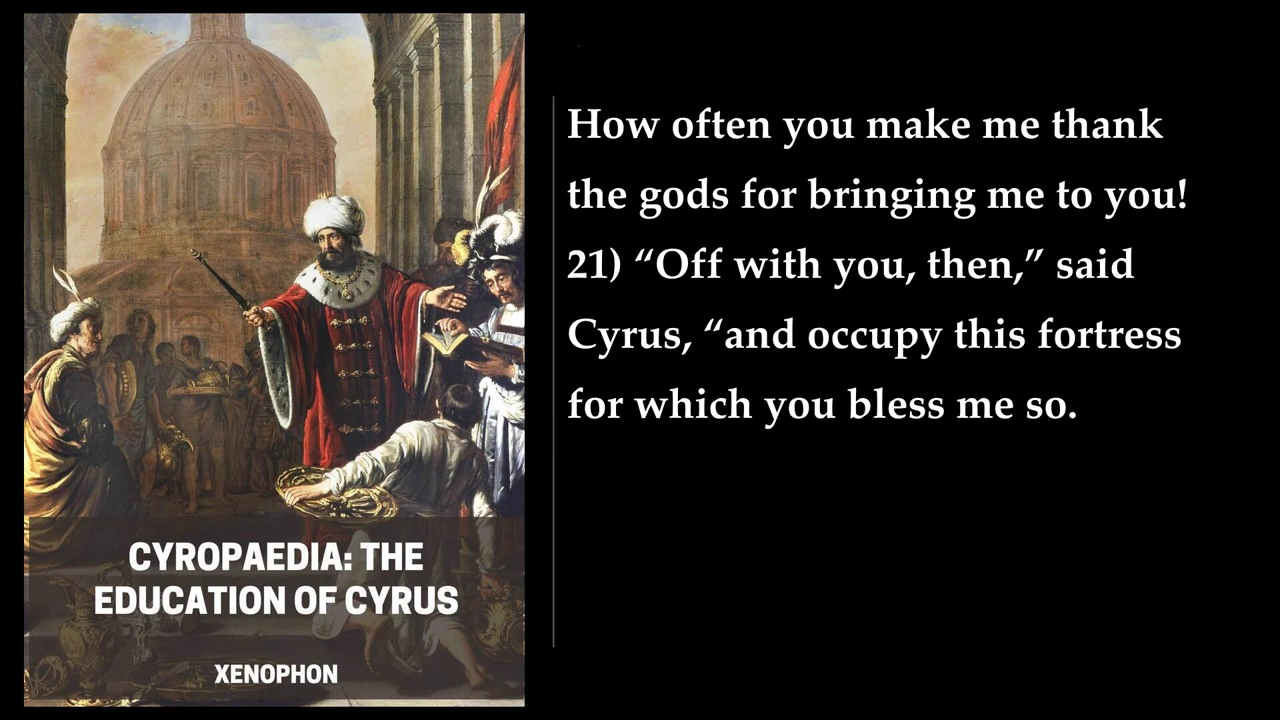 CYROPAEDIA: THE
EDUCATION OF CYRUS
XENOPHON
How often you make me thank
the gods for bringing me to you!
21) “Off with you, then,” said
Cyrus, “and occupy this fortress
for which you bless me so.